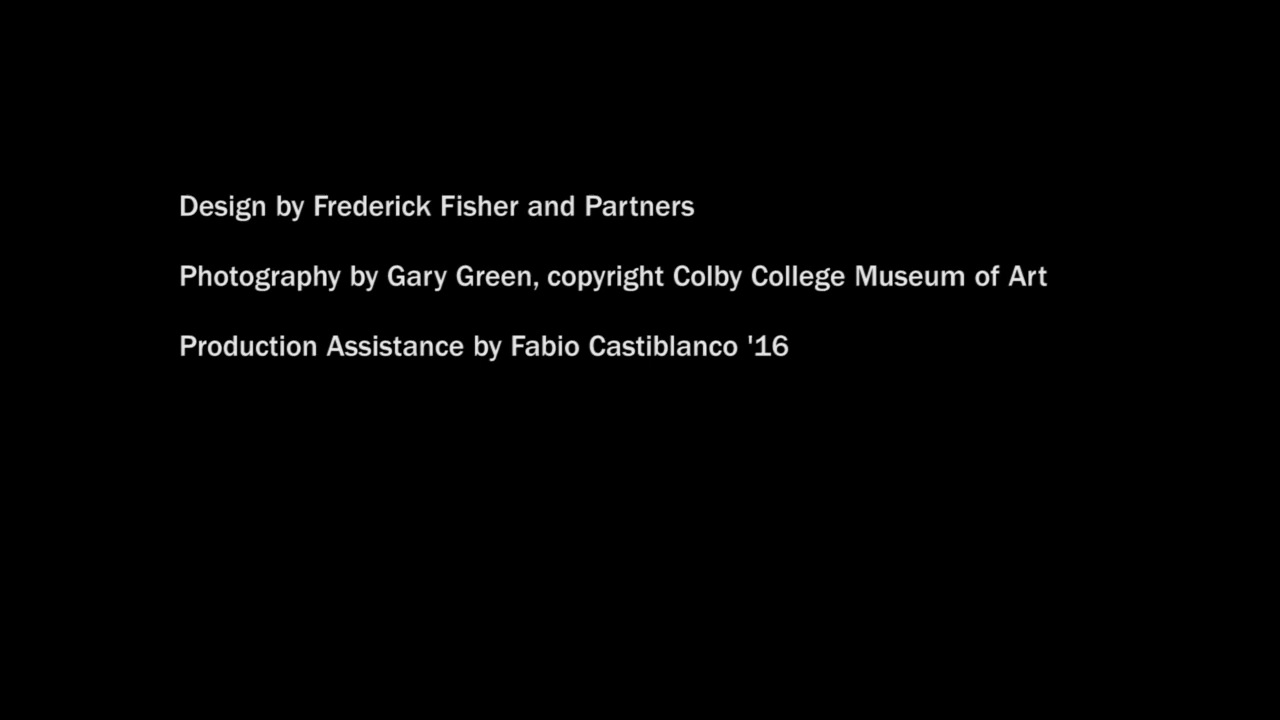 Design by Frederick Fisher and Partners
Photography by Gary Green, copyright Colby College Museum of Art
Production Assistance by Fabio Castiblanco '16